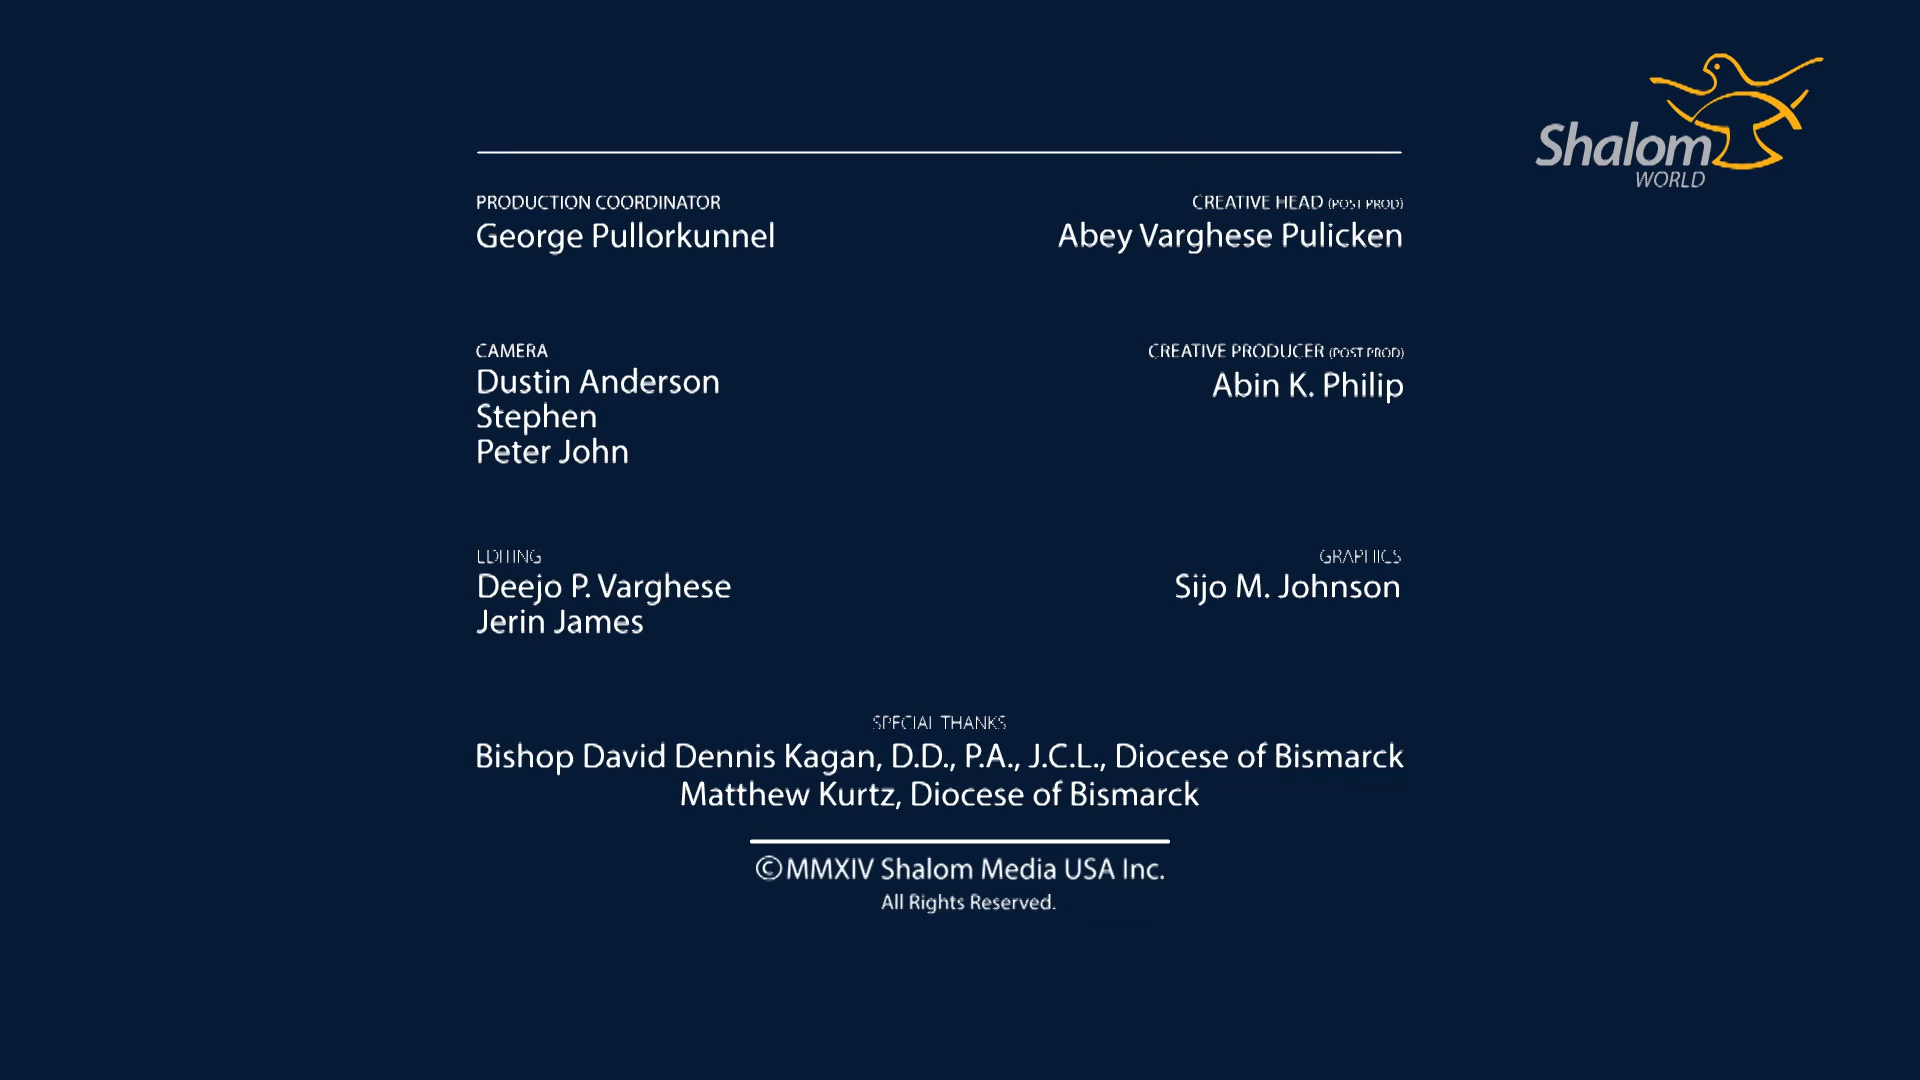 Shalom
WORLD
PRODUCTION COORDINATOR
George Pullorkunnel
CREATIVE HEAD (POST PROD)
Abey Varghese Pulicken
CAMERA
Dustin Anderson
Stephen
Peter John
CREATIVE PRODUCER (POST PROD)
Abin K. Philip
EDITING
Deejo P. Varghese
Jerin James
GRAPHICS
Sijo M. Johnson
SPECIAL THANKS
Bishop David Dennis Kagan, D.D., P.A., J.C.L., Diocese of Bismarck
Matthew Kurtz, Diocese of Bismarck
©MMXIV Shalom Media USA Inc.
All Rights Reserved.